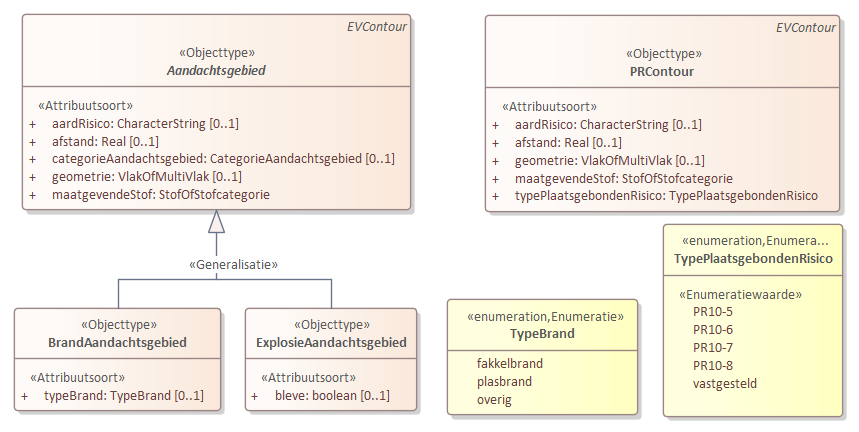 EVContour
«Objecttype»
Aandachtsgebied
«Attribuutsoort»
+ aardRisico: CharacterString [0..1]
+ afstand: Real [0..1]
+ categorieAandachtsgebied: CategorieAandachtsgebied [0..1]
+ geometrie: VlakOfMultiVlak [0..1]
+ maatgevendeStof: StofOfStofcategorie
EVContour
«Objecttype»
PRContour
«Attribuutsoort»
+ aardRisico: CharacterString [0..1]
+ afstand: Real [0..1]
+ geometrie: VlakOfMultiVlak [0..1]
+ maatgevendeStof: StofOfStofcategorie
+ typePlaatsgebondenRisico: TypePlaatsgebondenRisico
«Generalisatie»
«Objecttype»
BrandAandachtsgebied
«Attribuutsoort»
+ typeBrand: TypeBrand [0..1]
«Objecttype»
ExplosieAandachtsgebied
«Attribuutsoort»
+ bleve: boolean [0..1]
«enumeration,Enumeratie»
TypeBrand
fakkelbrand
plasbrand
overig
«enumeration,Enumera...
TypePlaatsgebondenRisico
«Enumeratiewaarde»
PR10-5
PR10-6
PR10-7
PR10-8
vastgesteld